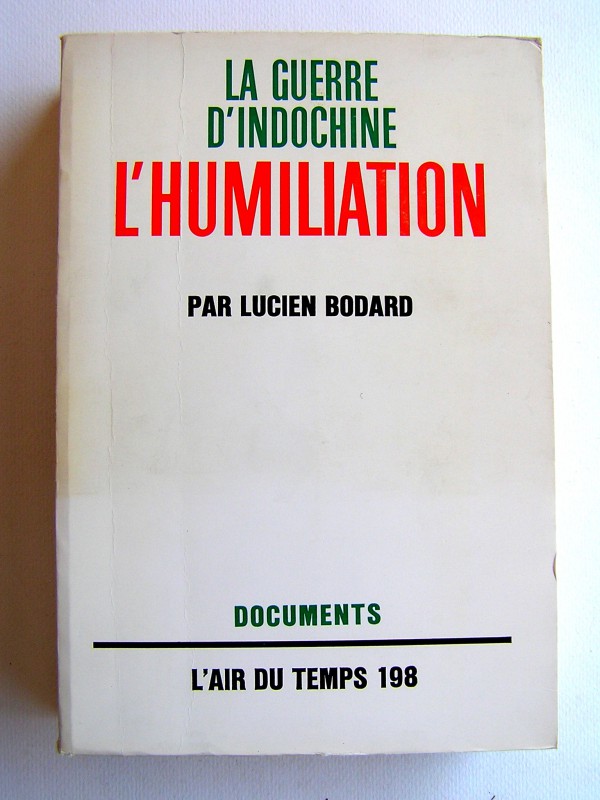 LA GUERRE
D'INDOCHINE
L'HUMILIATION
PAR LUCIEN BODARD
DOCUMENTS
L'AIR DU TEMPS 198